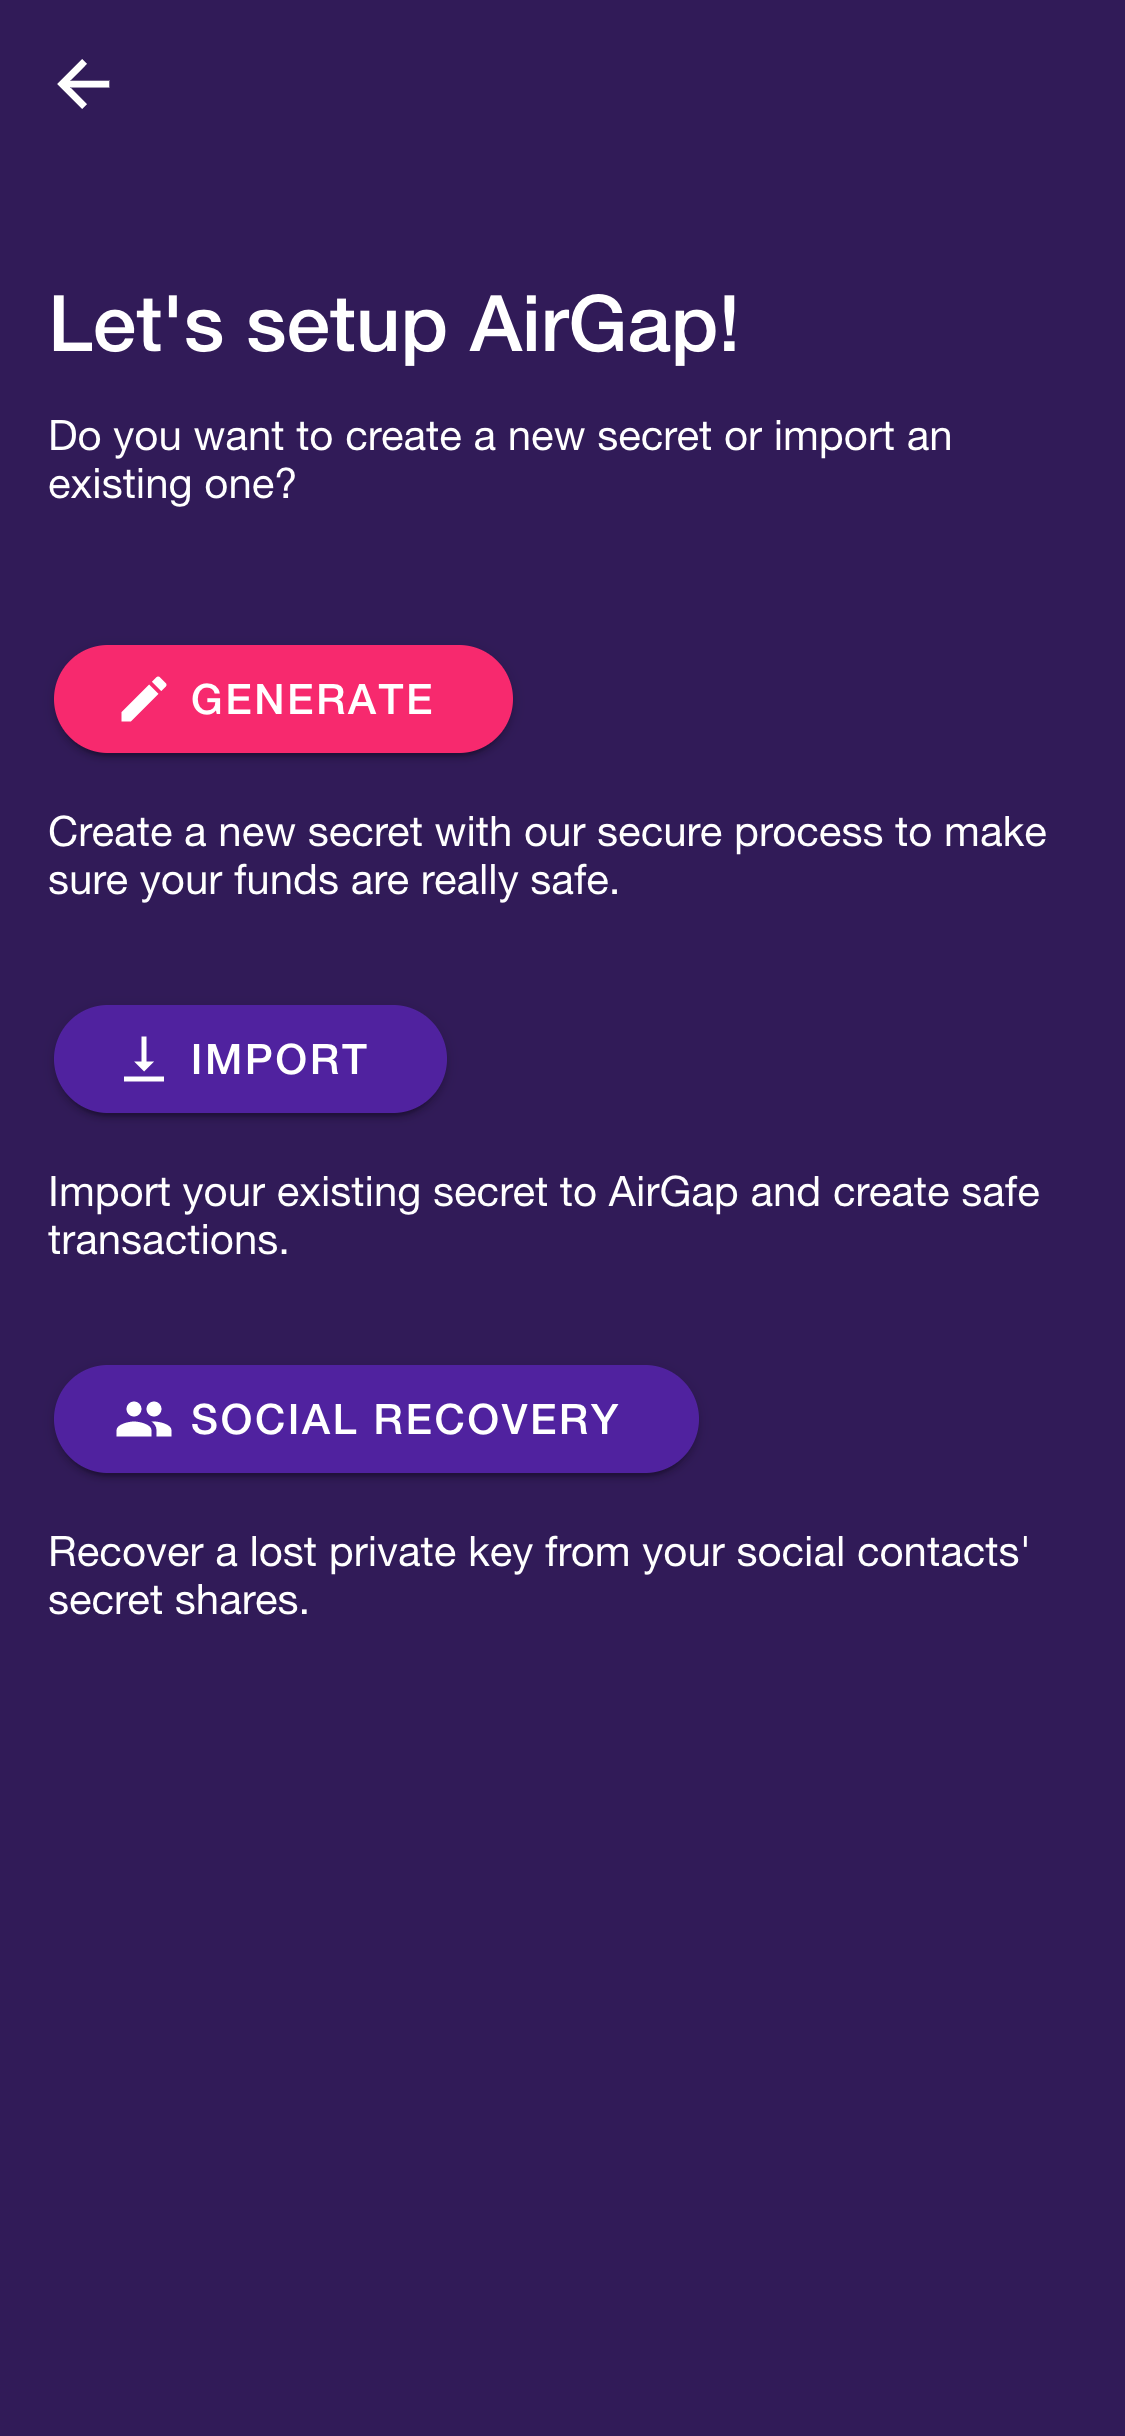 Let's setup AirGap!
Do you want to create a new secret or import an
existing one?
GENERATE
Create a new secret with our secure process to make
sure your funds are really safe.
IMPORT
Import your existing secret to AirGap and create safe
transactions.
SOCIAL RECOVERY
Recover a lost private key from your social contacts'
secret shares.